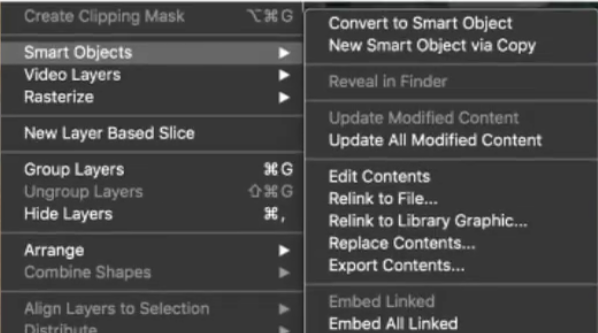 Create Clipping Mask ⌥⌘G
Smart Objects ▶
Video Layers ▶
Rasterize ▶
New Layer Based Slice
Group Layers ⌘G
Ungroup Layers ⇧⌘G
Hide Layers ⌘,
Arrange ▶
Combine Shapes ▶
Align Layers to Selection ▶
Distribute ▶
Convert to Smart Object
New Smart Object via Copy
Reveal in Finder
Update Modified Content
Update All Modified Content
Edit Contents
Relink to File...
Relink to Library Graphic...
Replace Contents...
Export Contents...
Embed Linked
Embed All Linked